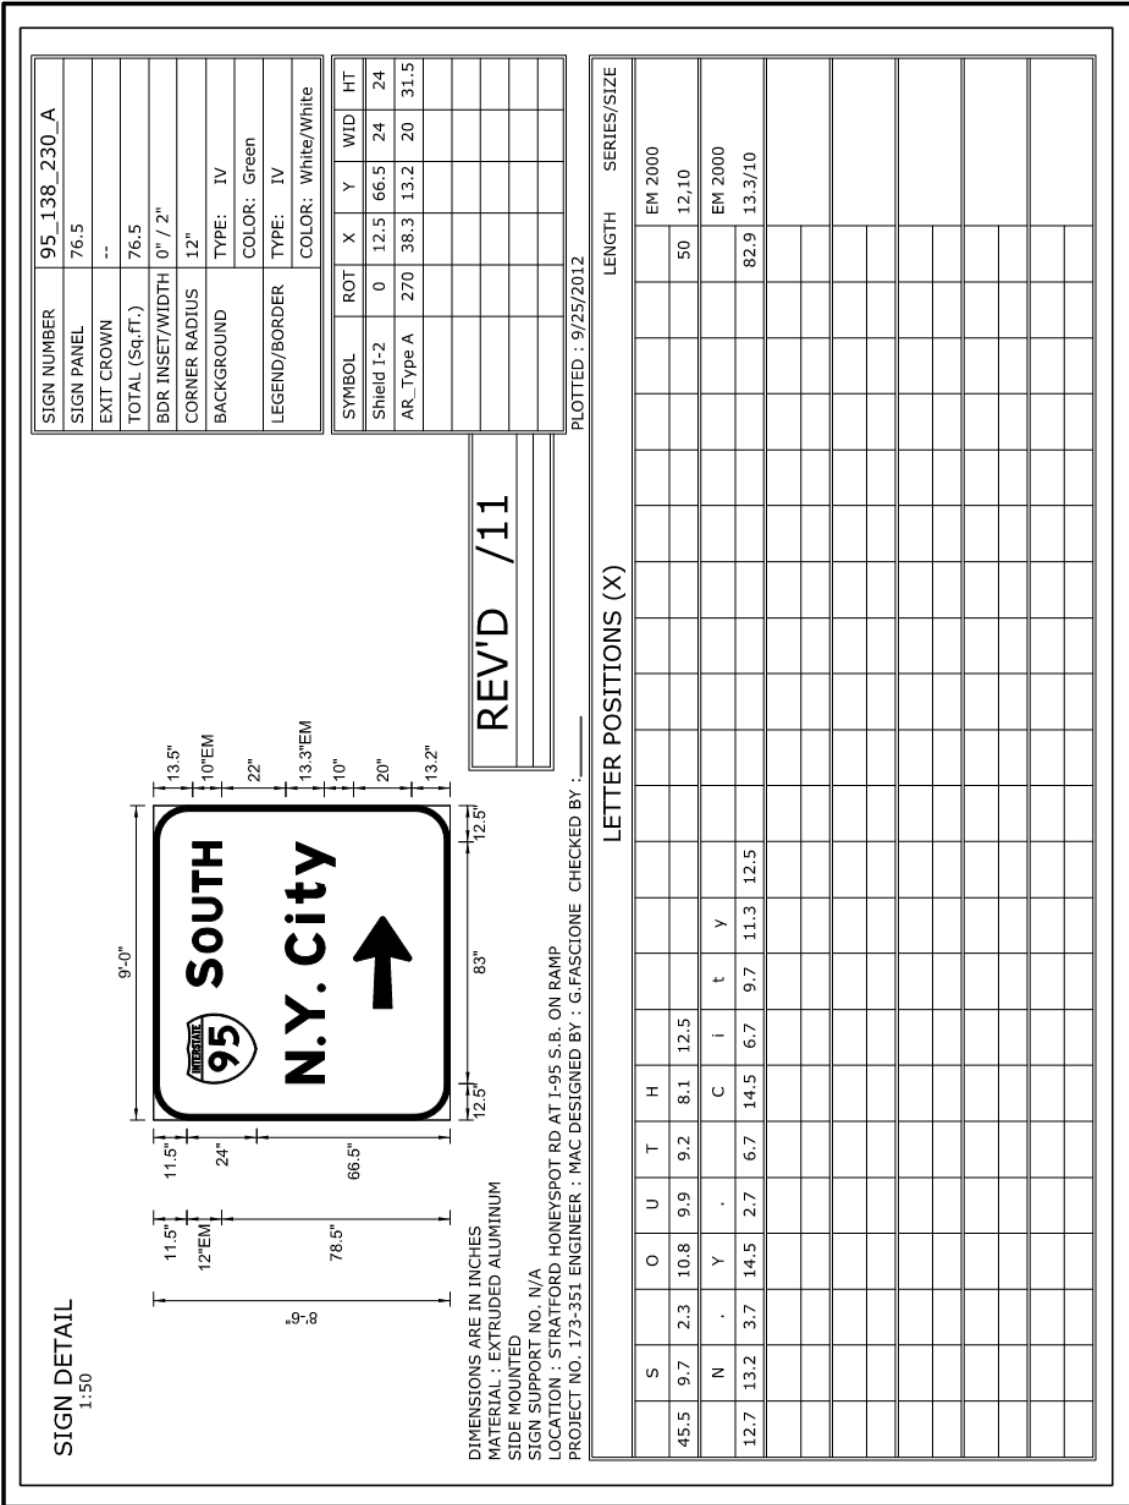 SIGN DETAIL
1:50
9'-0"
8'-6"
11.5"
12"EM
78.5"
11.5"
24"
66.5"
INTERSTATE
95
SOUTH
N.Y. City
13.5"
10"EM
22"
13.3"EM
10"
20"
13.2"
12.5"
83"
12.5"
DIMENSIONS ARE IN INCHES
MATERIAL : EXTRUDED ALUMINUM
SIDE MOUNTED
SIGN SUPPORT NO. N/A
LOCATION : STRATFORD HONEYSPOT RD AT I-95 S.B. ON RAMP
PROJECT NO. 173-351 ENGINEER : MAC DESIGNED BY : G.FASCIONE CHECKED BY :
REV'D /11
SIGN NUMBER 95_138_230_A
SIGN PANEL 76.5
EXIT CROWN --
TOTAL (Sq.fT.) 76.5
BDR INSET/WIDTH 0" / 2"
CORNER RADIUS 12"
BACKGROUND TYPE: IV
COLOR: Green
LEGEND/BORDER TYPE: IV
COLOR: White/White
SYMBOL ROT X Y WID HT
Shield I-2 0 12.5 66.5 24 24
AR_Type A 270 38.3 13.2 20 31.5
PLOTTED : 9/25/2012
LETTER POSITIONS (X) LENGTH SERIES/SIZE
S O U T H EM 2000
45.5 9.7 2.3 10.8 9.9 9.2 8.1 12.5 50 12,10
N . Y . C i t y EM 2000
12.7 13.2 3.7 14.5 2.7 6.7 14.5 6.7 9.7 11.3 12.5 82.9 13.3/10